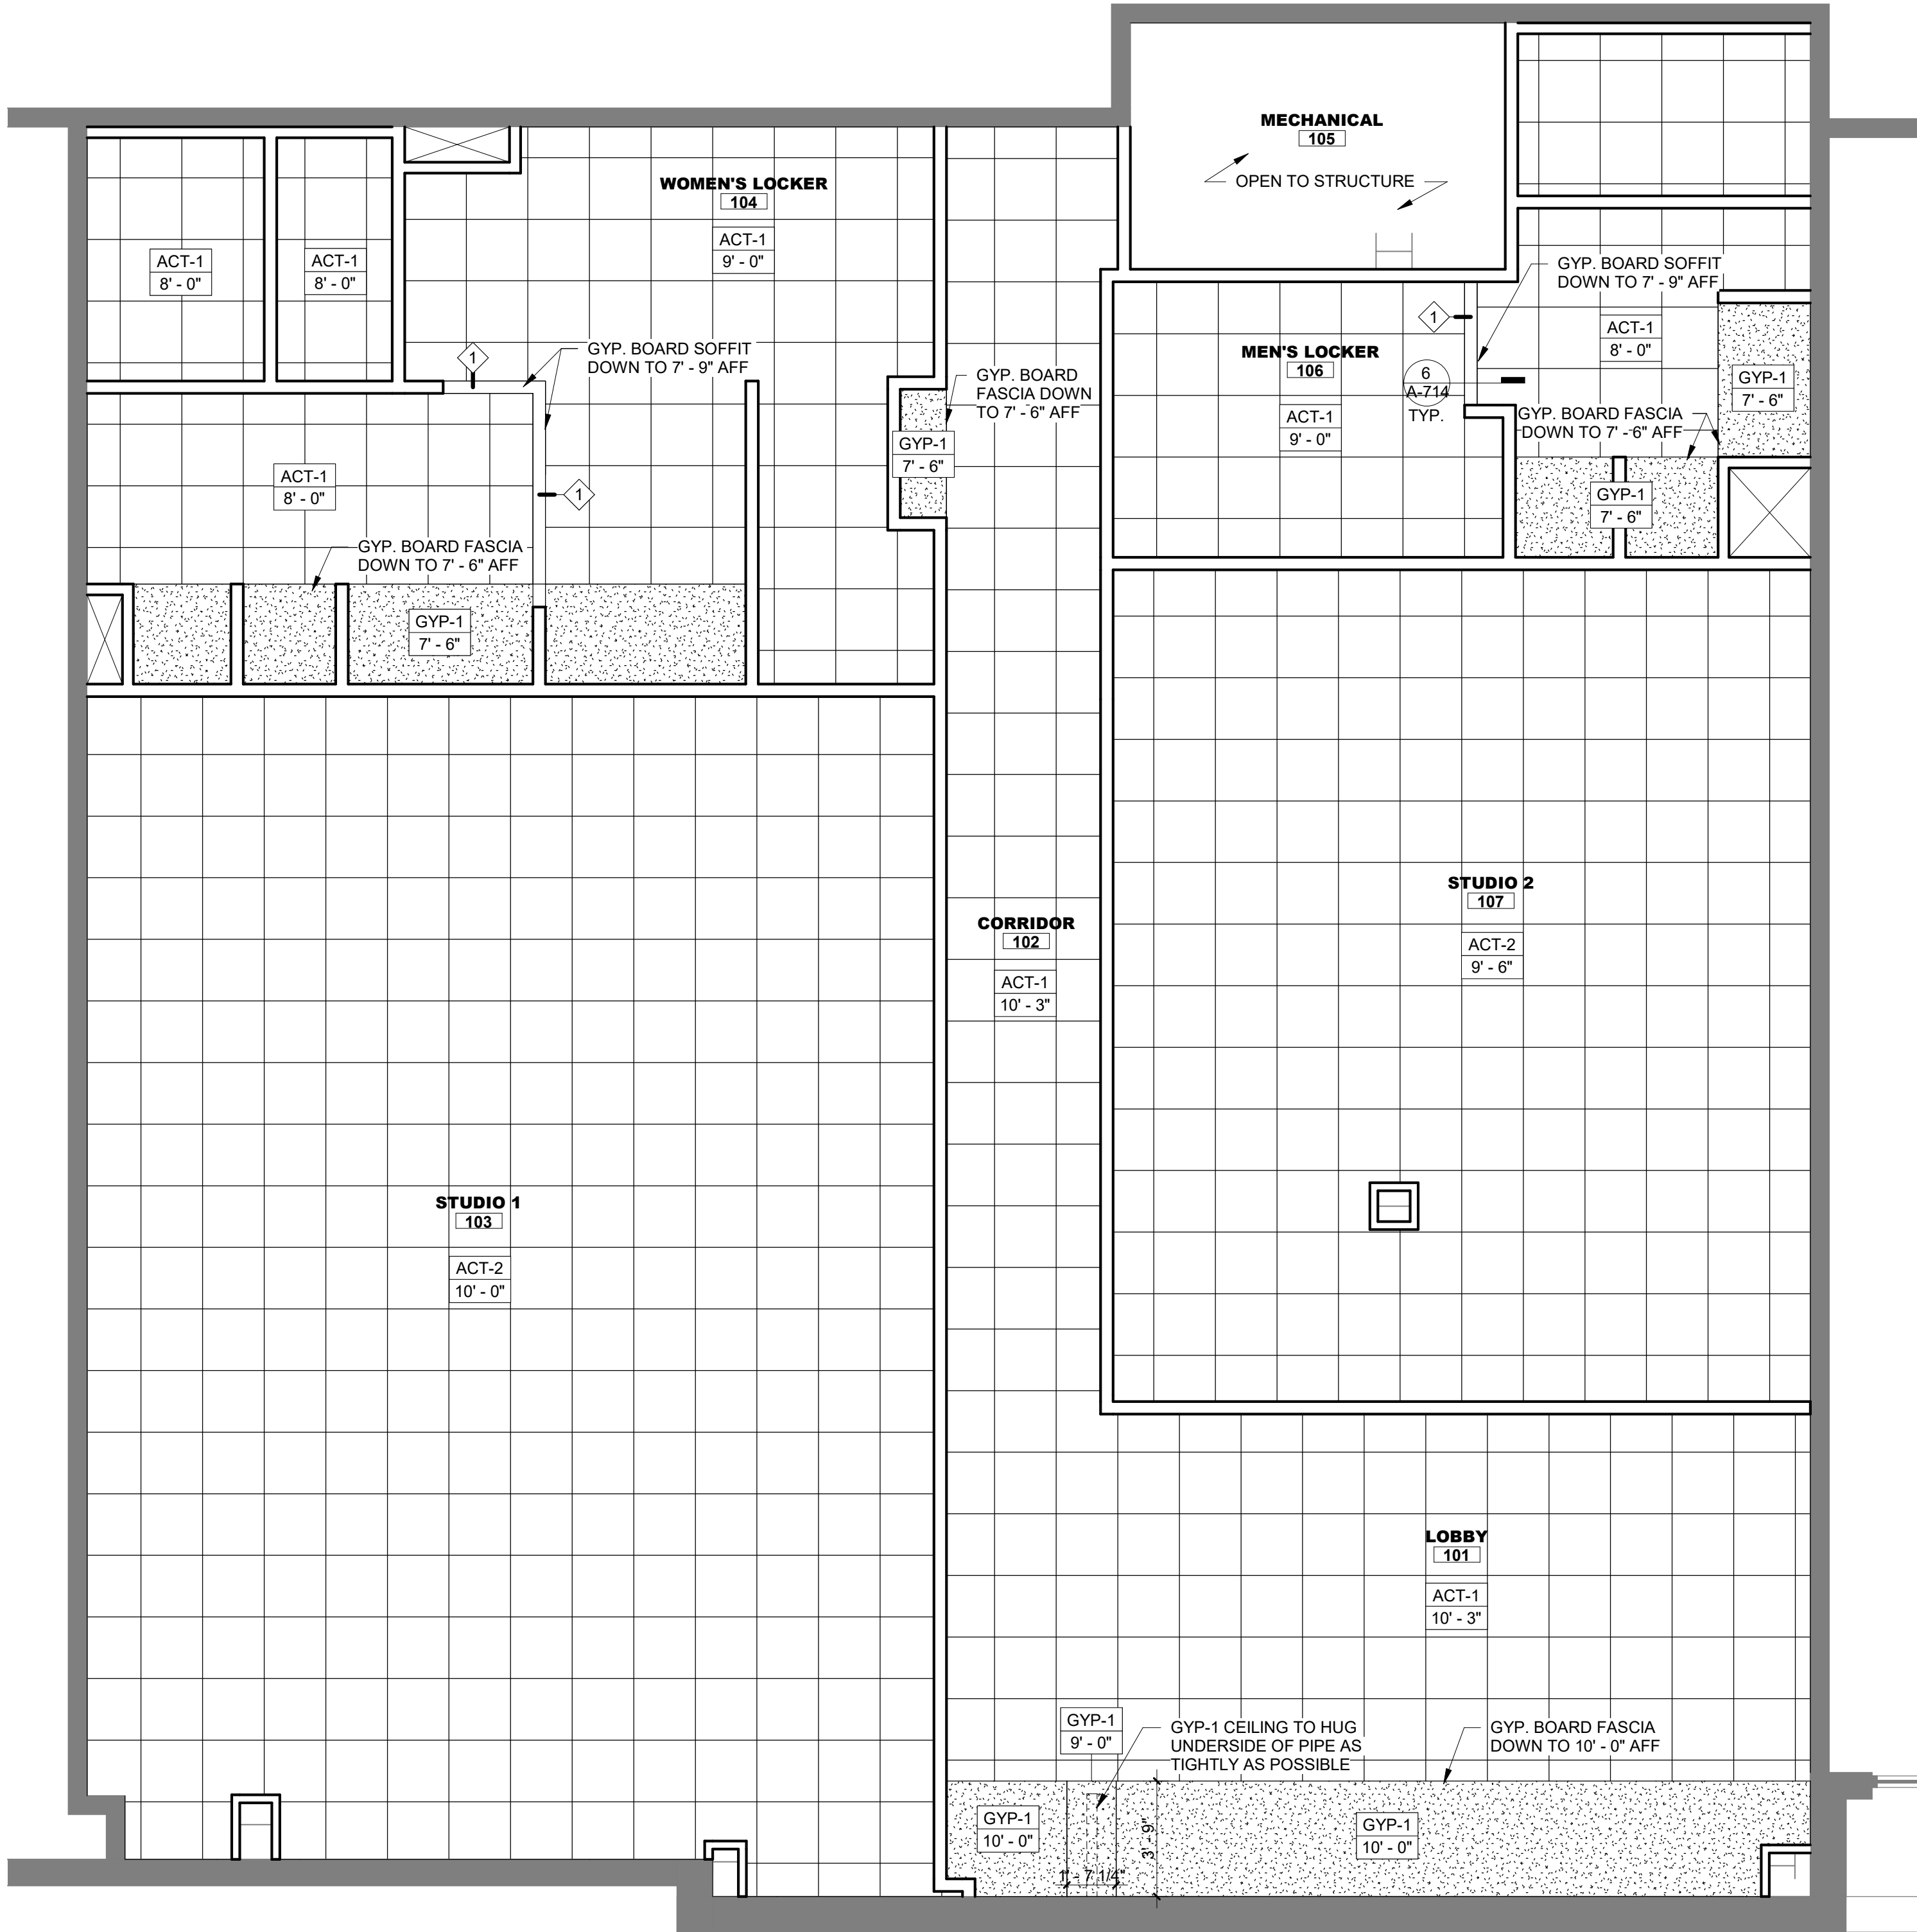 MECHANICAL
105
OPEN TO STRUCTURE
WOMEN'S LOCKER
104
ACT-1
9' - 0"
ACT-1
8' - 0"
ACT-1
8' - 0"
GYP. BOARD SOFFIT
DOWN TO 7' - 9" AFF
ACT-1
8' - 0"
1
1
GYP. BOARD SOFFIT
DOWN TO 7' - 9" AFF
MEN'S LOCKER
106
ACT-1
9' - 0"
6
A-714
TYP.
GYP. BOARD
FASCIA DOWN
TO 7' - 6" AFF
GYP-1
7' - 6"
GYP-1
7' - 6"
GYP. BOARD FASCIA
DOWN TO 7' - 6" AFF
GYP-1
7' - 6"
ACT-1
8' - 0"
1
GYP. BOARD FASCIA
DOWN TO 7' - 6" AFF
GYP-1
7' - 6"
STUDIO 2
107
ACT-2
9' - 6"
CORRIDOR
102
ACT-1
10' - 3"
STUDIO 1
103
ACT-2
10' - 0"
LOBBY
101
ACT-1
10' - 3"
GYP-1
9' - 0"
GYP-1 CEILING TO HUG
UNDERSIDE OF PIPE AS
TIGHTLY AS POSSIBLE
GYP. BOARD FASCIA
DOWN TO 10' - 0" AFF
GYP-1
10' - 0"
3' - 9"
GYP-1
10' - 0"
1' - 7 1/4"